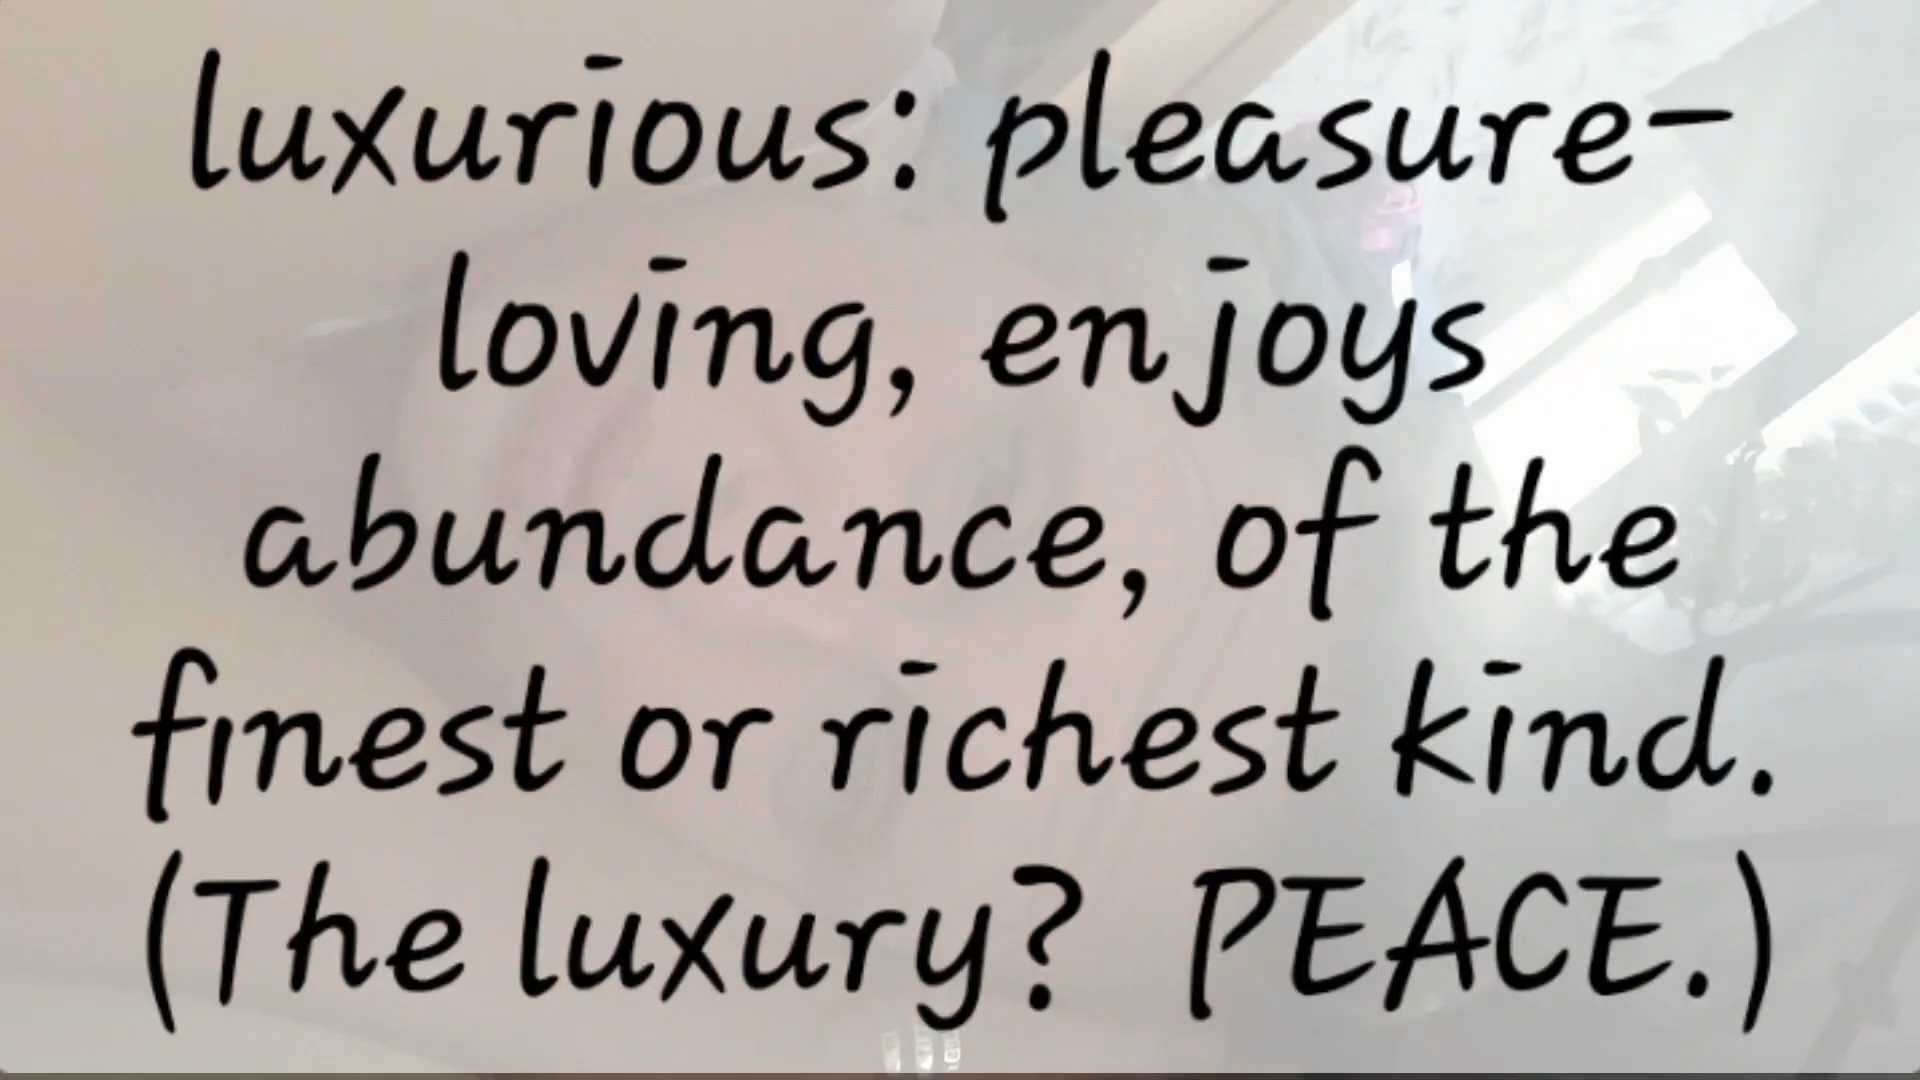 luxurious: pleasure-
loving, enjoys
abundance, of the
finest or richest kind.
(The luxury?  PEACE.)